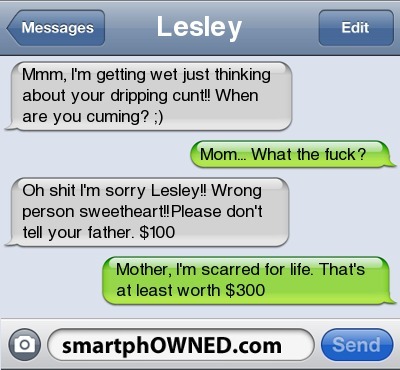 Messages
Lesley
Edit
Mmm, I'm getting wet just thinking
about your dripping cunt!! When
are you cuming? ;)
Mom... What the fuck?
Oh shit I'm sorry Lesley!! Wrong
person sweetheart!!Please don't
tell your father. $100
Mother, I'm scarred for life. That's
at least worth $300
smartphOWNED.com
Send